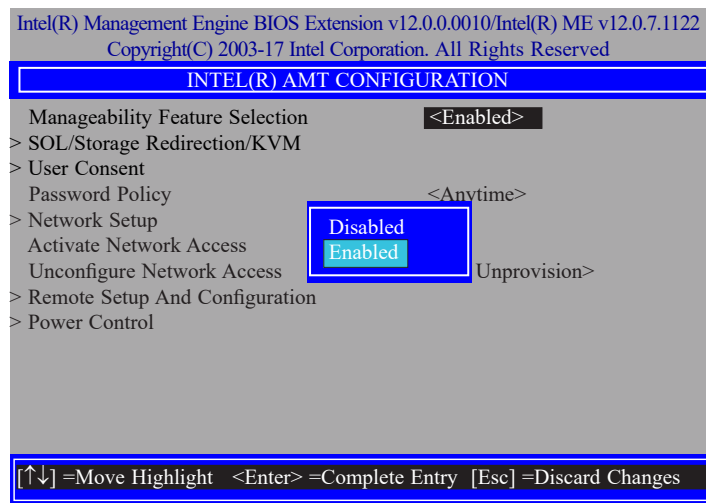 Intel(R) Management Engine BIOS Extension v12.0.0.0010/Intel(R) ME v12.0.7.1122
Copyright(C) 2003-17 Intel Corporation. All Rights Reserved
INTEL(R) AMT CONFIGURATION
Manageability Feature Selection <Enabled>
> SOL/Storage Redirection/KVM
> User Consent
Password Policy <Anytime>
> Network Setup
Disabled
Activate Network Access
Enabled
Unconfigure Network Access Unprovision>
> Remote Setup And Configuration
> Power Control
[↑↓] =Move Highlight <Enter> =Complete Entry [Esc] =Discard Changes